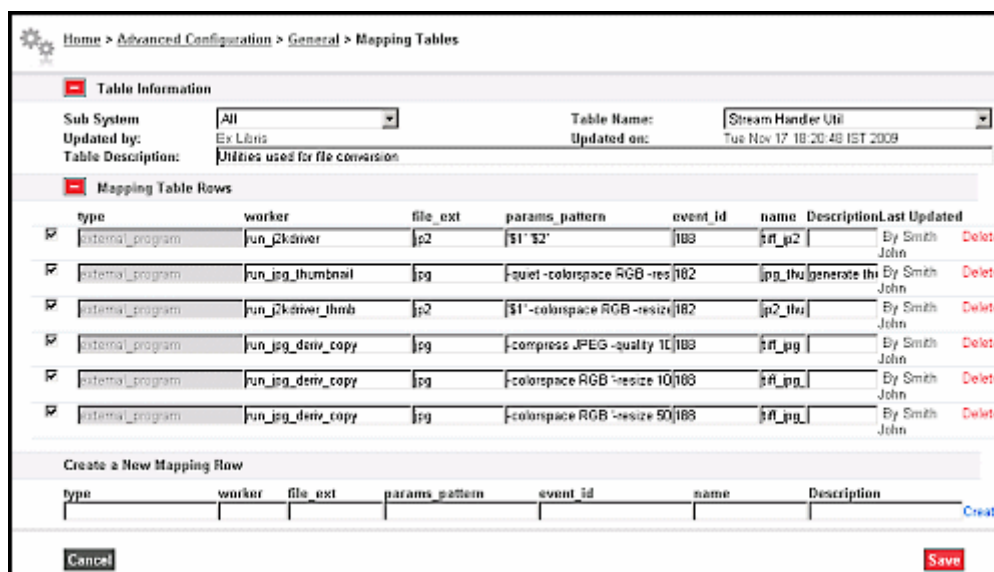 Home > Advanced Configuration > General > Mapping Tables
Table Information
Sub System All Table Name: Stream Handler Util
Updated by: Ex Libris Updated on: Tue Nov 17 18:20:48 IST 2009
Table Description: Utilities used for file conversion
Mapping Table Rows
type worker file_ext params_pattern event_id name Description Last Updated
external_program run_j2kdriver jp2 '$1' '$2' 188 tiff_jp2 By Smith John Delet
external_program run_jpg_thumbnail jpg -quiet -colorspace RGB -res 182 jpg_thu generate th By Smith John Delet
external_program run_j2kdriver_thmb jp2 '$1' -colorspace RGB -resize 182 jp2_thu By Smith John Delet
external_program run_jpg_deriv_copy jpg -compress JPEG -quality 10 188 tiff_jpg By Smith John Delet
external_program run_jpg_deriv_copy jpg -colorspace RGB '-resize 10 188 tiff_jpg_ By Smith John Delet
external_program run_jpg_deriv_copy jpg -colorspace RGB '-resize 50 188 tiff_jpg_ By Smith John Delet
Create a New Mapping Row
type worker file_ext params_pattern event_id name Description
Creat
Cancel Save